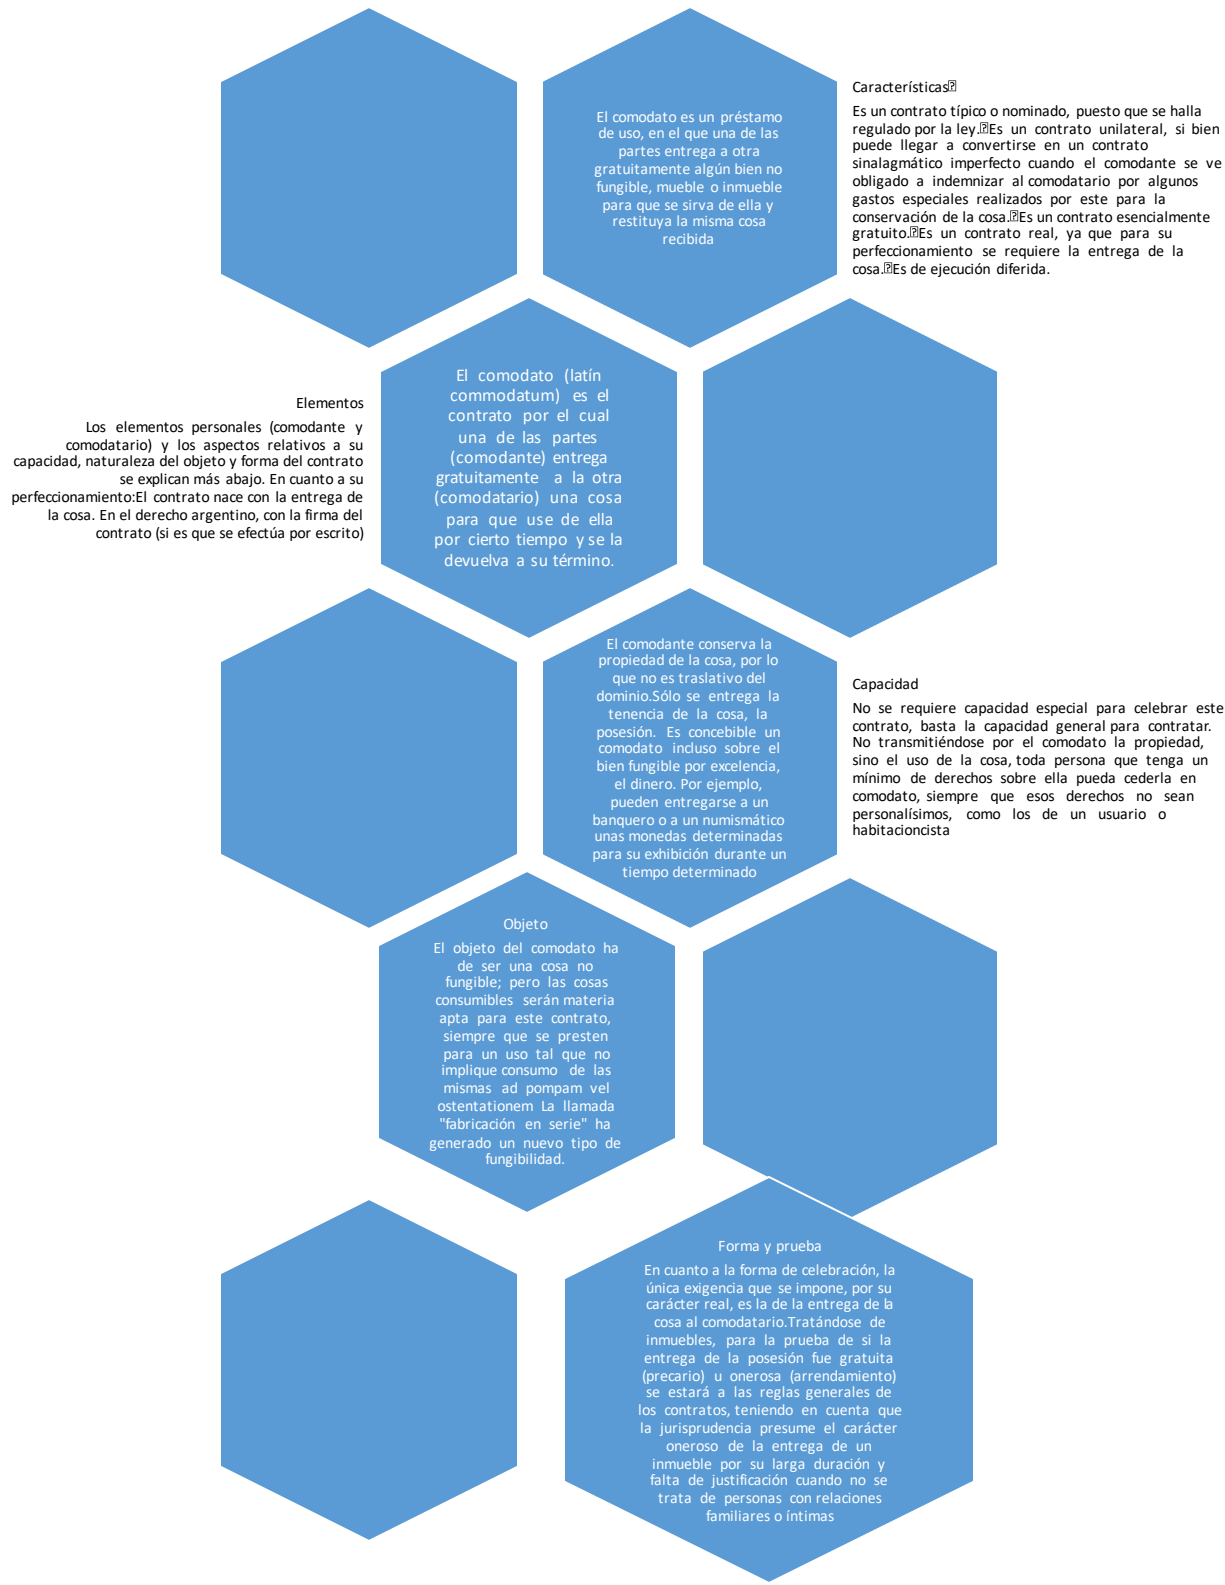 El comodato es un préstamo
de uso, en el que una de las
partes entrega a otra
gratuitamente algún bien no
fungible, mueble o inmueble
para que se sirva de ella y
restituya la misma cosa
recibida
Características
Es un contrato típico o nominado, puesto que se halla
regulado por la ley.Es un contrato unilateral, si bien
puede llegar a convertirse en un contrato
sinalagmático imperfecto cuando el comodante se ve
obligado a indemnizar al comodatario por algunos
gastos especiales realizados por este para la
conservación de la cosa.Es un contrato esencialmente
gratuito.Es un contrato real, ya que para su
perfeccionamiento se requiere la entrega de la
cosa.Es de ejecución diferida.
Elementos
Los elementos personales (comodante y
comodatario) y los aspectos relativos a su
capacidad, naturaleza del objeto y forma del contrato
se explican más abajo. En cuanto a su
perfeccionamiento:El contrato nace con la entrega de
la cosa. En el derecho argentino, con la firma del
contrato (si es que se efectúa por escrito)
El comodato (latín
commodatum) es el
contrato por el cual
una de las partes
(comodante) entrega
gratuitamente a la otra
(comodatario) una cosa
para que use de ella
por cierto tiempo y se la
devuelva a su término.
El comodante conserva la
propiedad de la cosa, por lo
que no es traslativo del
dominio.Sólo se entrega la
tenencia de la cosa, la
posesión. Es concebible un
comodato incluso sobre el
bien fungible por excelencia,
el dinero. Por ejemplo,
pueden entregarse a un
banquero o a un numismático
unas monedas determinadas
para su exhibición durante un
tiempo determinado
Capacidad
No se requiere capacidad especial para celebrar este
contrato, basta la capacidad general para contratar.
No transmitiéndose por el comodato la propiedad,
sino el uso de la cosa, toda persona que tenga un
mínimo de derechos sobre ella pueda cederla en
comodato, siempre que esos derechos no sean
personalísimos, como los de un usuario o
habitacioncista
Objeto
El objeto del comodato ha
de ser una cosa no
fungible; pero las cosas
consumibles serán materia
apta para este contrato,
siempre que se presten
para un uso tal que no
implique consumo de las
mismas ad pompam vel
ostentationem La llamada
"fabricación en serie" ha
generado un nuevo tipo de
fungibilidad.
Forma y prueba
En cuanto a la forma de celebración, la
única exigencia que se impone, por su
carácter real, es la de la entrega de la
cosa al comodatario.Tratándose de
inmuebles, para la prueba de si la
entrega de la posesión fue gratuita
(precario) u onerosa (arrendamiento)
se estará a las reglas generales de
los contratos, teniendo en cuenta que
la jurisprudencia presume el carácter
oneroso de la entrega de un
inmueble por su larga duración y
falta de justificación cuando no se
trata de personas con relaciones
familiares o íntimas